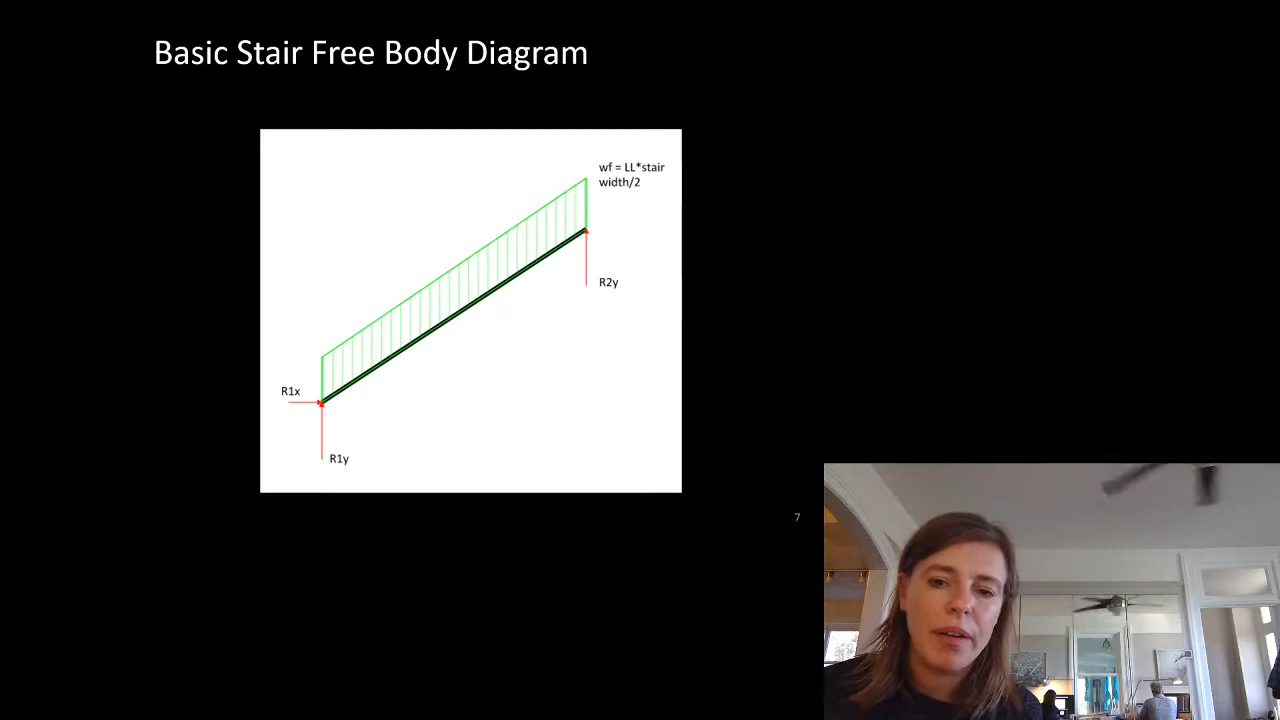 Basic Stair Free Body Diagram
wf = LL*stair
width/2
R2y
R1x
R1y
7